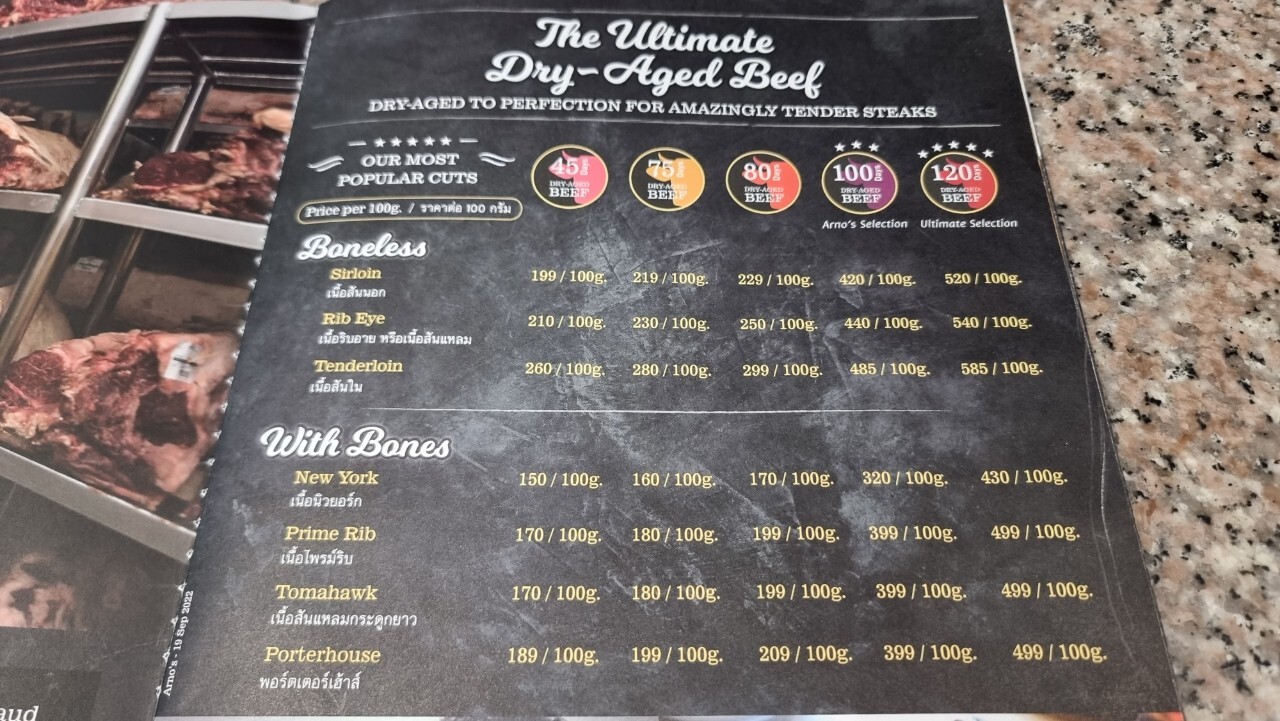 The Ultimate
Dry-Aged Beef
DRY-AGED TO PERFECTION FOR AMAZINGLY TENDER STEAKS
OUR MOST
POPULAR CUTS
Price per 100g. / ราคาต่อ 100 กรัม
45 Days DRY-AGED BEEF
75 Days DRY-AGED BEEF
80 Days DRY-AGED BEEF
100 Days DRY-AGED BEEF
Arno's Selection
120 Days DRY-AGED BEEF
Ultimate Selection
Boneless
Sirloin 199 / 100g. 219 / 100g. 229 / 100g. 420 / 100g. 520 / 100g.
เนื้อสันนอก
Rib Eye 210 / 100g. 230 / 100g. 250 / 100g. 440 / 100g. 540 / 100g.
เนื้อริบอาย หรือเนื้อสันแหลม
Tenderloin 260 / 100g. 280 / 100g. 299 / 100g. 485 / 100g. 585 / 100g.
เนื้อสันใน
With Bones
New York 150 / 100g. 160 / 100g. 170 / 100g. 320 / 100g. 430 / 100g.
เนื้อนิวยอร์ก
Prime Rib 170 / 100g. 180 / 100g. 199 / 100g. 399 / 100g. 499 / 100g.
เนื้อไพรม์ริบ
Tomahawk 170 / 100g. 180 / 100g. 199 / 100g. 399 / 100g. 499 / 100g.
เนื้อสันแหลมกระดูกยาว
Porterhouse 189 / 100g. 199 / 100g. 209 / 100g. 399 / 100g. 499 / 100g.
พอร์ตเตอร์เฮ้าส์
Arno's - 19 Sep 2022